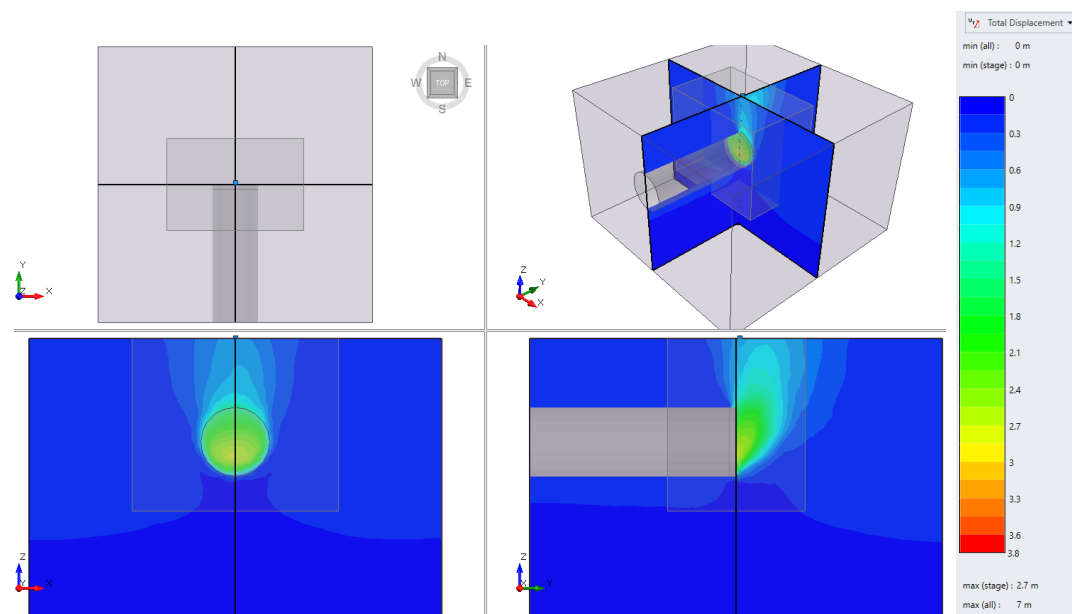 N
W TOP E
S
Y
Z X
Z
Y
X
Z
Y X
Z
X Y
Total Displacement
min (all) : 0 m
min (stage) : 0 m
0
0.3
0.6
0.9
1.2
1.5
1.8
2.1
2.4
2.7
3
3.3
3.6
3.8
max (stage) : 2.7 m
max (all) : 7 m